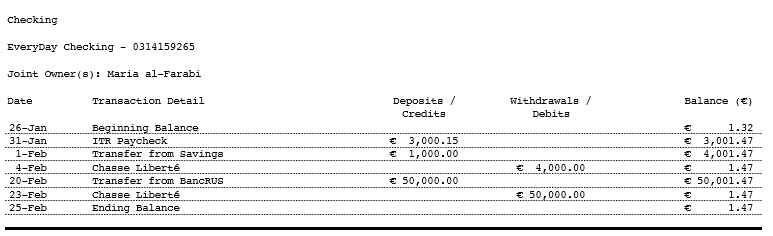 Checking
EveryDay Checking - 0314159265
Joint Owner(s): Maria al-Farabi
Date Transaction Detail Deposits / Withdrawals / Balance (€)
Credits Debits
26-Jan Beginning Balance € 1.32
31-Jan ITR Paycheck € 3,000.15 € 3,001.47
1-Feb Transfer from Savings € 1,000.00 € 4,001.47
4-Feb Chasse Liberté € 4,000.00 € 1.47
20-Feb Transfer from BancRUS € 50,000.00 € 50,001.47
23-Feb Chasse Liberté € 50,000.00 € 1.47
25-Feb Ending Balance € 1.47